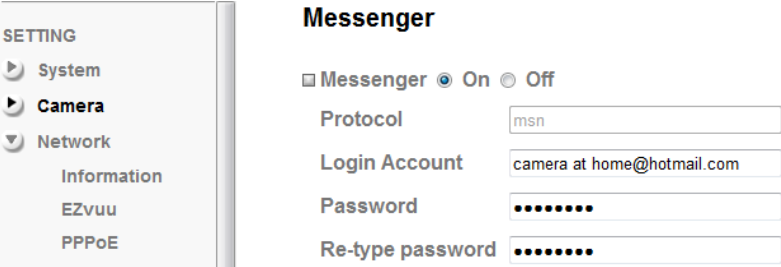 SETTING
System
Camera
Network
Information
EZvuu
PPPoE
Messenger
Messenger On Off
Protocol msn
Login Account camera at home@hotmail.com
Password ••••••••
Re-type password ••••••••